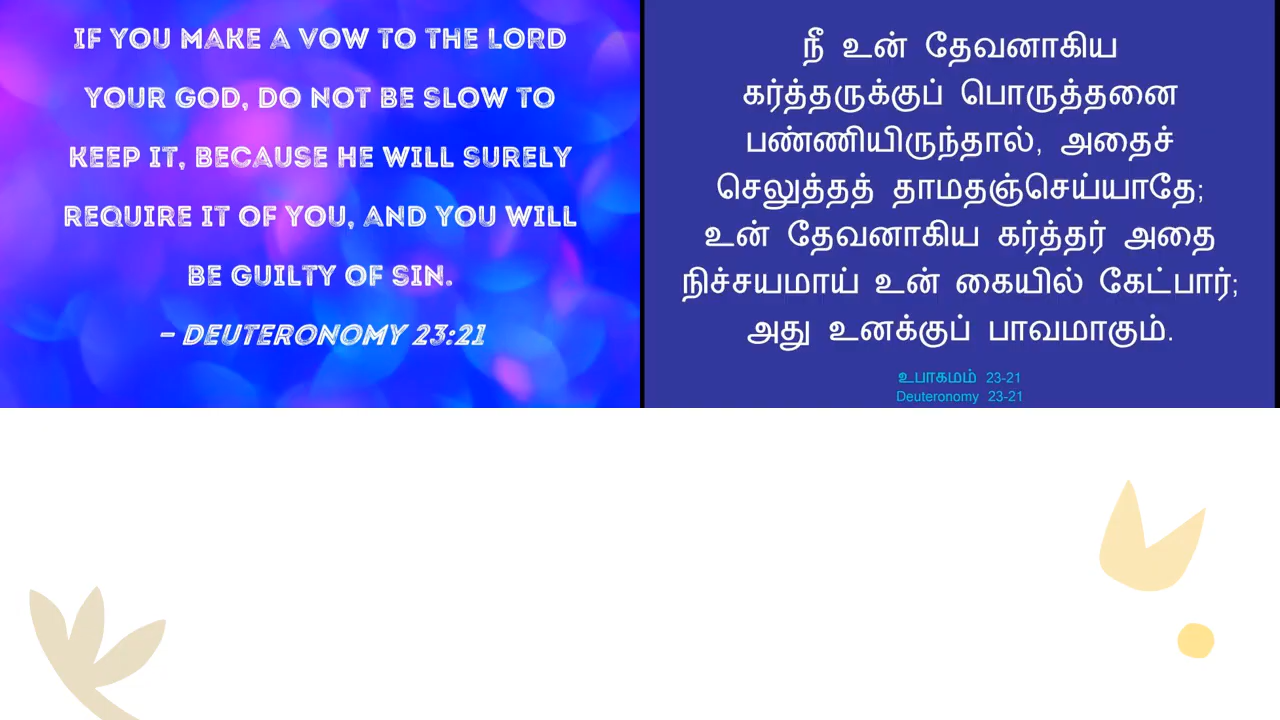 IF YOU MAKE A VOW TO THE LORD
YOUR GOD, DO NOT BE SLOW TO
KEEP IT, BECAUSE HE WILL SURELY
REQUIRE IT OF YOU, AND YOU WILL
BE GUILTY OF SIN.
– DEUTERONOMY 23:21
நீ உன் தேவனாகிய
கர்த்தருக்குப் பொருத்தனை
பண்ணியிருந்தால், அதைச்
செலுத்தத் தாமதஞ்செய்யாதே;
உன் தேவனாகிய கர்த்தர் அதை
நிச்சயமாய் உன் கையில் கேட்பார்;
அது உனக்குப் பாவமாகும்.
உபாகமம் 23-21
Deuteronomy 23-21